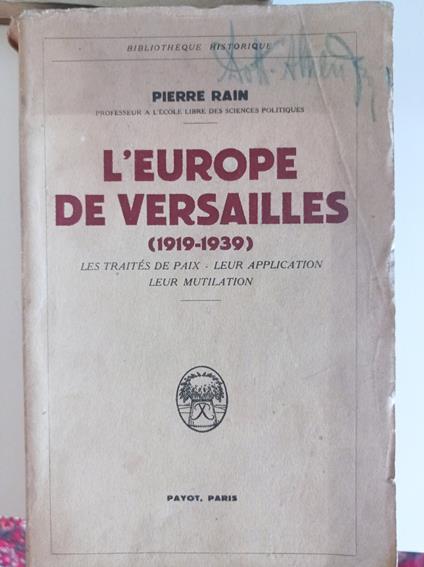 BIBLIOTHÈQUE HISTORIQUE
PIERRE RAIN
PROFESSEUR A L'ÉCOLE LIBRE DES SCIENCES POLITIQUES
L'EUROPE
DE VERSAILLES
(1919-1939)
LES TRAITÉS DE PAIX - LEUR APPLICATION
LEUR MUTILATION
PAYOT, PARIS